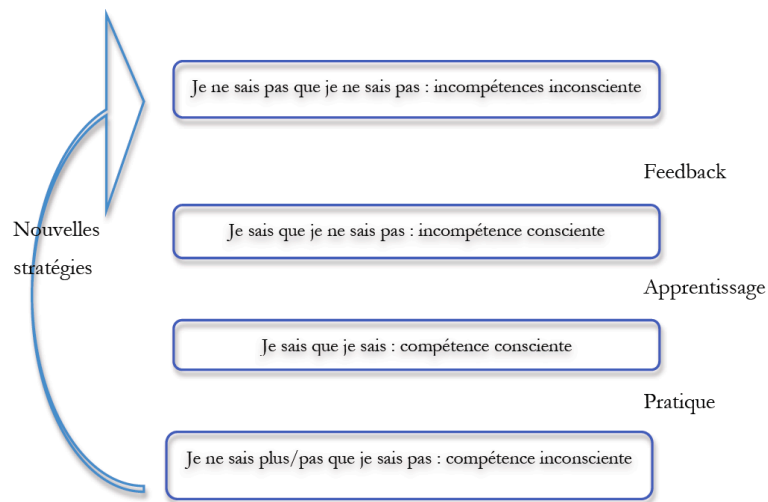 Je ne sais pas que je ne sais pas : incompétences inconsciente
Feedback
Nouvelles
stratégies
Je sais que je ne sais pas : incompétence consciente
Apprentissage
Je sais que je sais : compétence consciente
Pratique
Je ne sais plus/pas que je sais pas : compétence inconsciente